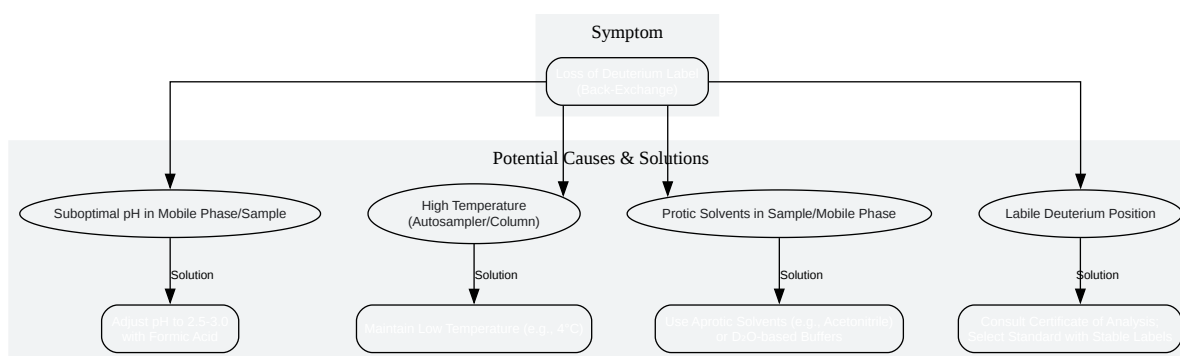 Symptom
Loss of Deuterium Label
(Back-Exchange)
Potential Causes & Solutions
Suboptimal pH in Mobile Phase/Sample
High Temperature
(Autosampler/Column)
Protic Solvents in Sample/Mobile Phase
Labile Deuterium Position
Solution
Solution
Solution
Solution
Adjust pH to 2.5-3.0
with Formic Acid
Maintain Low Temperature (e.g., 4°C)
Use Aprotic Solvents (e.g., Acetonitrile)
or D₂O-based Buffers
Consult Certificate of Analysis;
Select Standard with Stable Labels